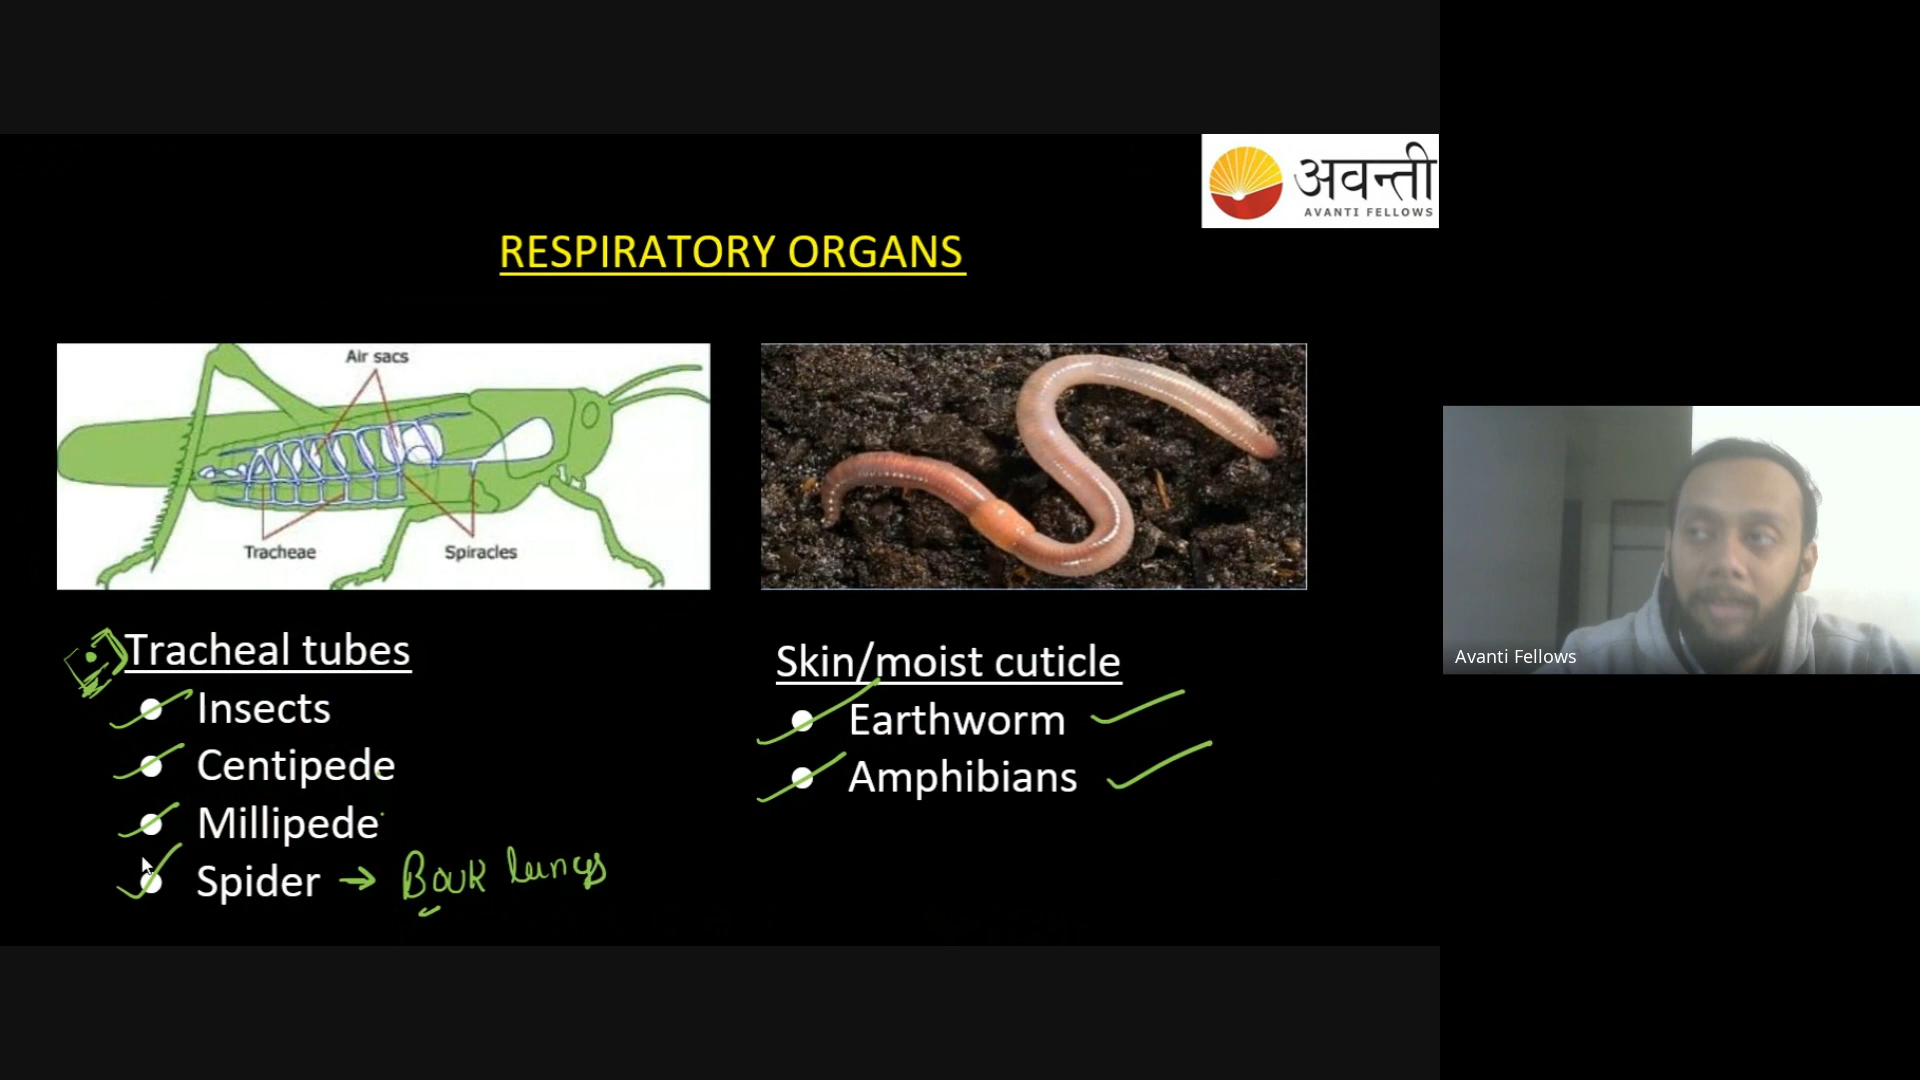 अवन्ती
AVANTI FELLOWS
RESPIRATORY ORGANS
Air sacs
Tracheae
Spiracles
Tracheal tubes
Insects
Centipede
Millipede
Spider → Book lungs
Skin/moist cuticle
Earthworm
Amphibians
Avanti Fellows